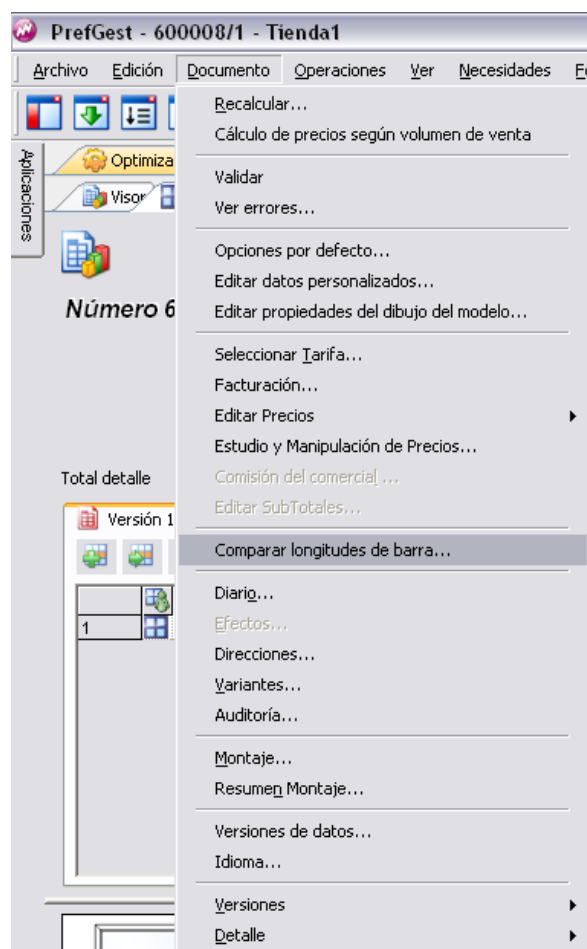 PrefGest - 600008/1 - Tienda1
Archivo Edición Documento Operaciones Ver Necesidades
Recalcular...
Cálculo de precios según volumen de venta
Aplicaciones
Optimiza
Validar
Visor
Ver errores...
Opciones por defecto...
Editar datos personalizados...
Número 6
Editar propiedades del dibujo del modelo...
Seleccionar Tarifa...
Facturación...
Editar Precios
Estudio y Manipulación de Precios...
Total detalle
Comisión del comercial ...
Editar SubTotales...
Versión 1
Comparar longitudes de barra...
Diario...
1
Efectos...
Direcciones...
Variantes...
Auditoría...
Montaje...
Resumen Montaje...
Versiones de datos...
Idioma...
Versiones
Detalle